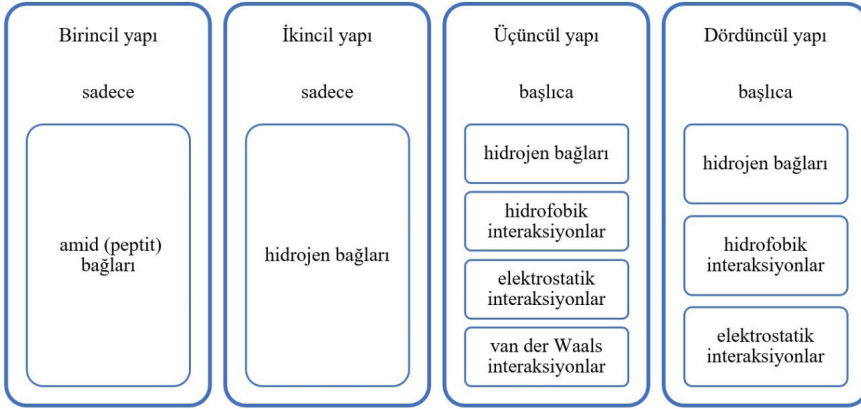 Birincil yapı
sadece
amid (peptit)
bağları
İkincil yapı
sadece
hidrojen bağları
Üçüncül yapı
başlıca
hidrojen bağları
hidrofobik
interaksiyonlar
elektrostatik
interaksiyonlar
van der Waals
interaksiyonlar
Dördüncül yapı
başlıca
hidrojen bağları
hidrofobik
interaksiyonlar
elektrostatik
interaksiyonlar